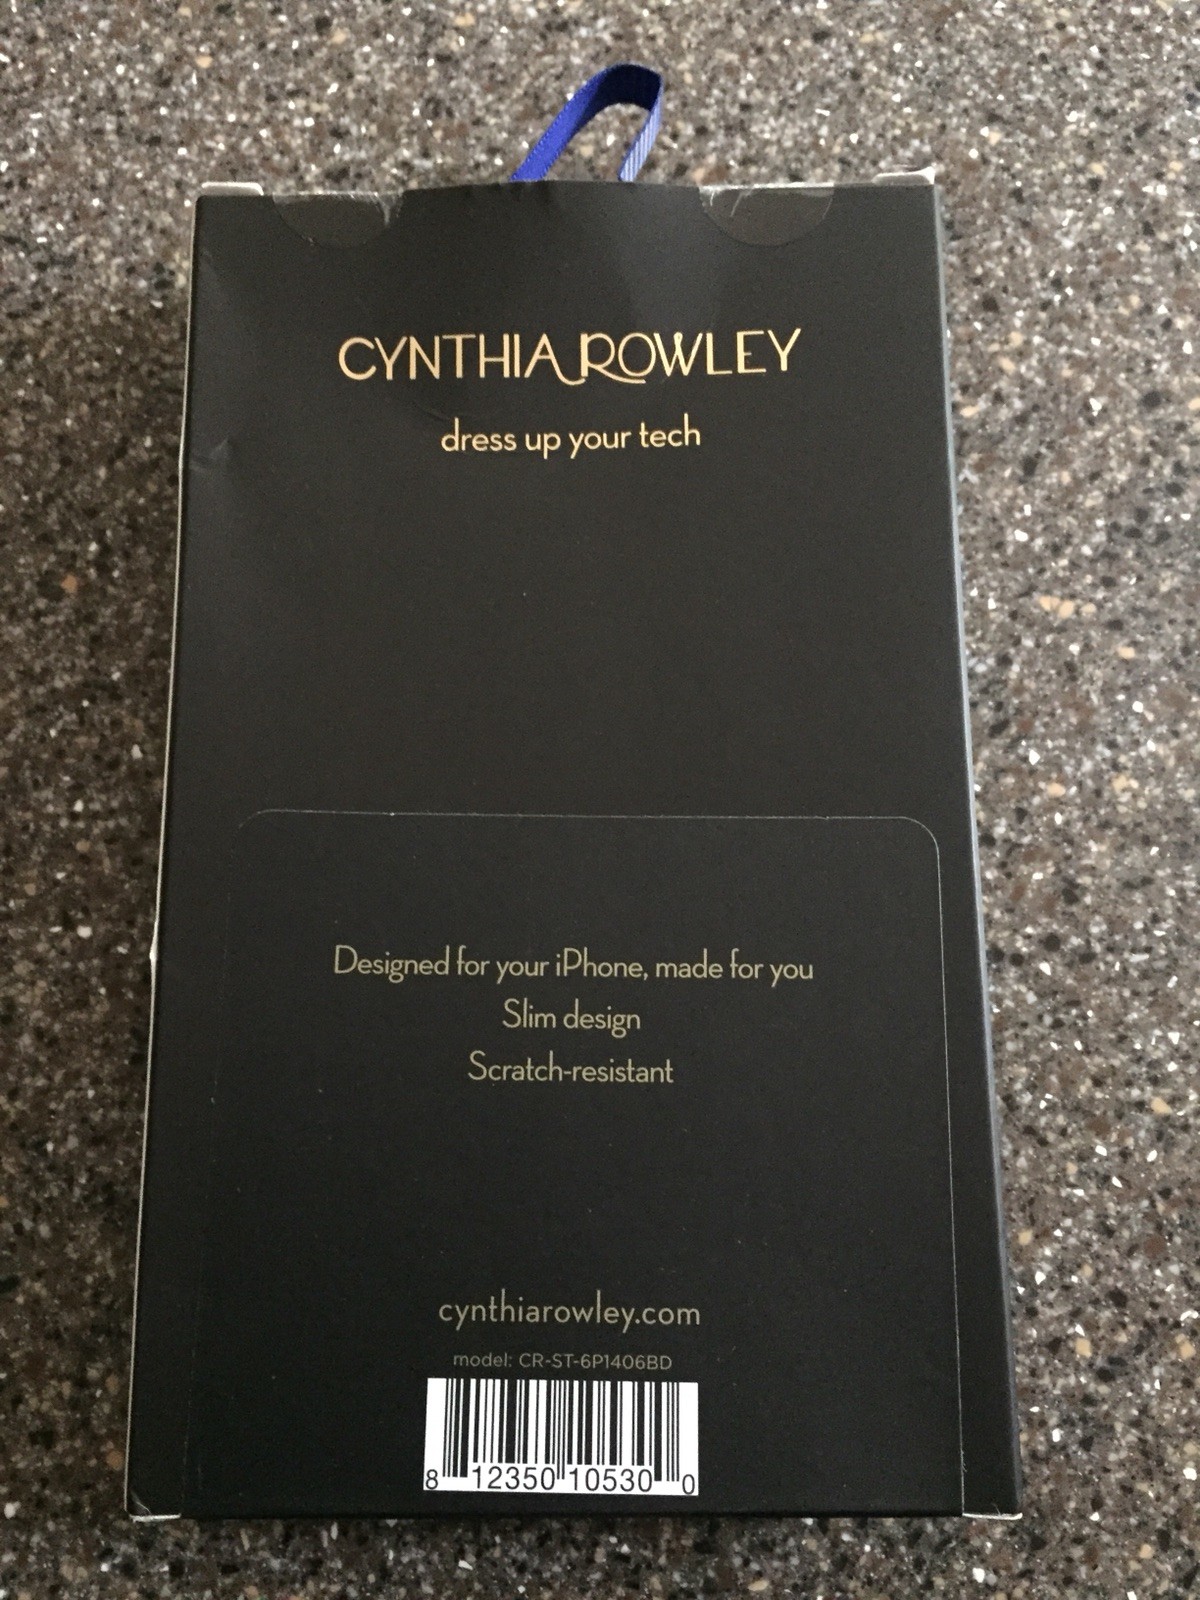 CYNTHIA ROWLEY
dress up your tech
Designed for your iPhone, made for you
Slim design
Scratch-resistant
cynthiarowley.com
model: CR-ST-6P1406BD
8 12350 10530 0